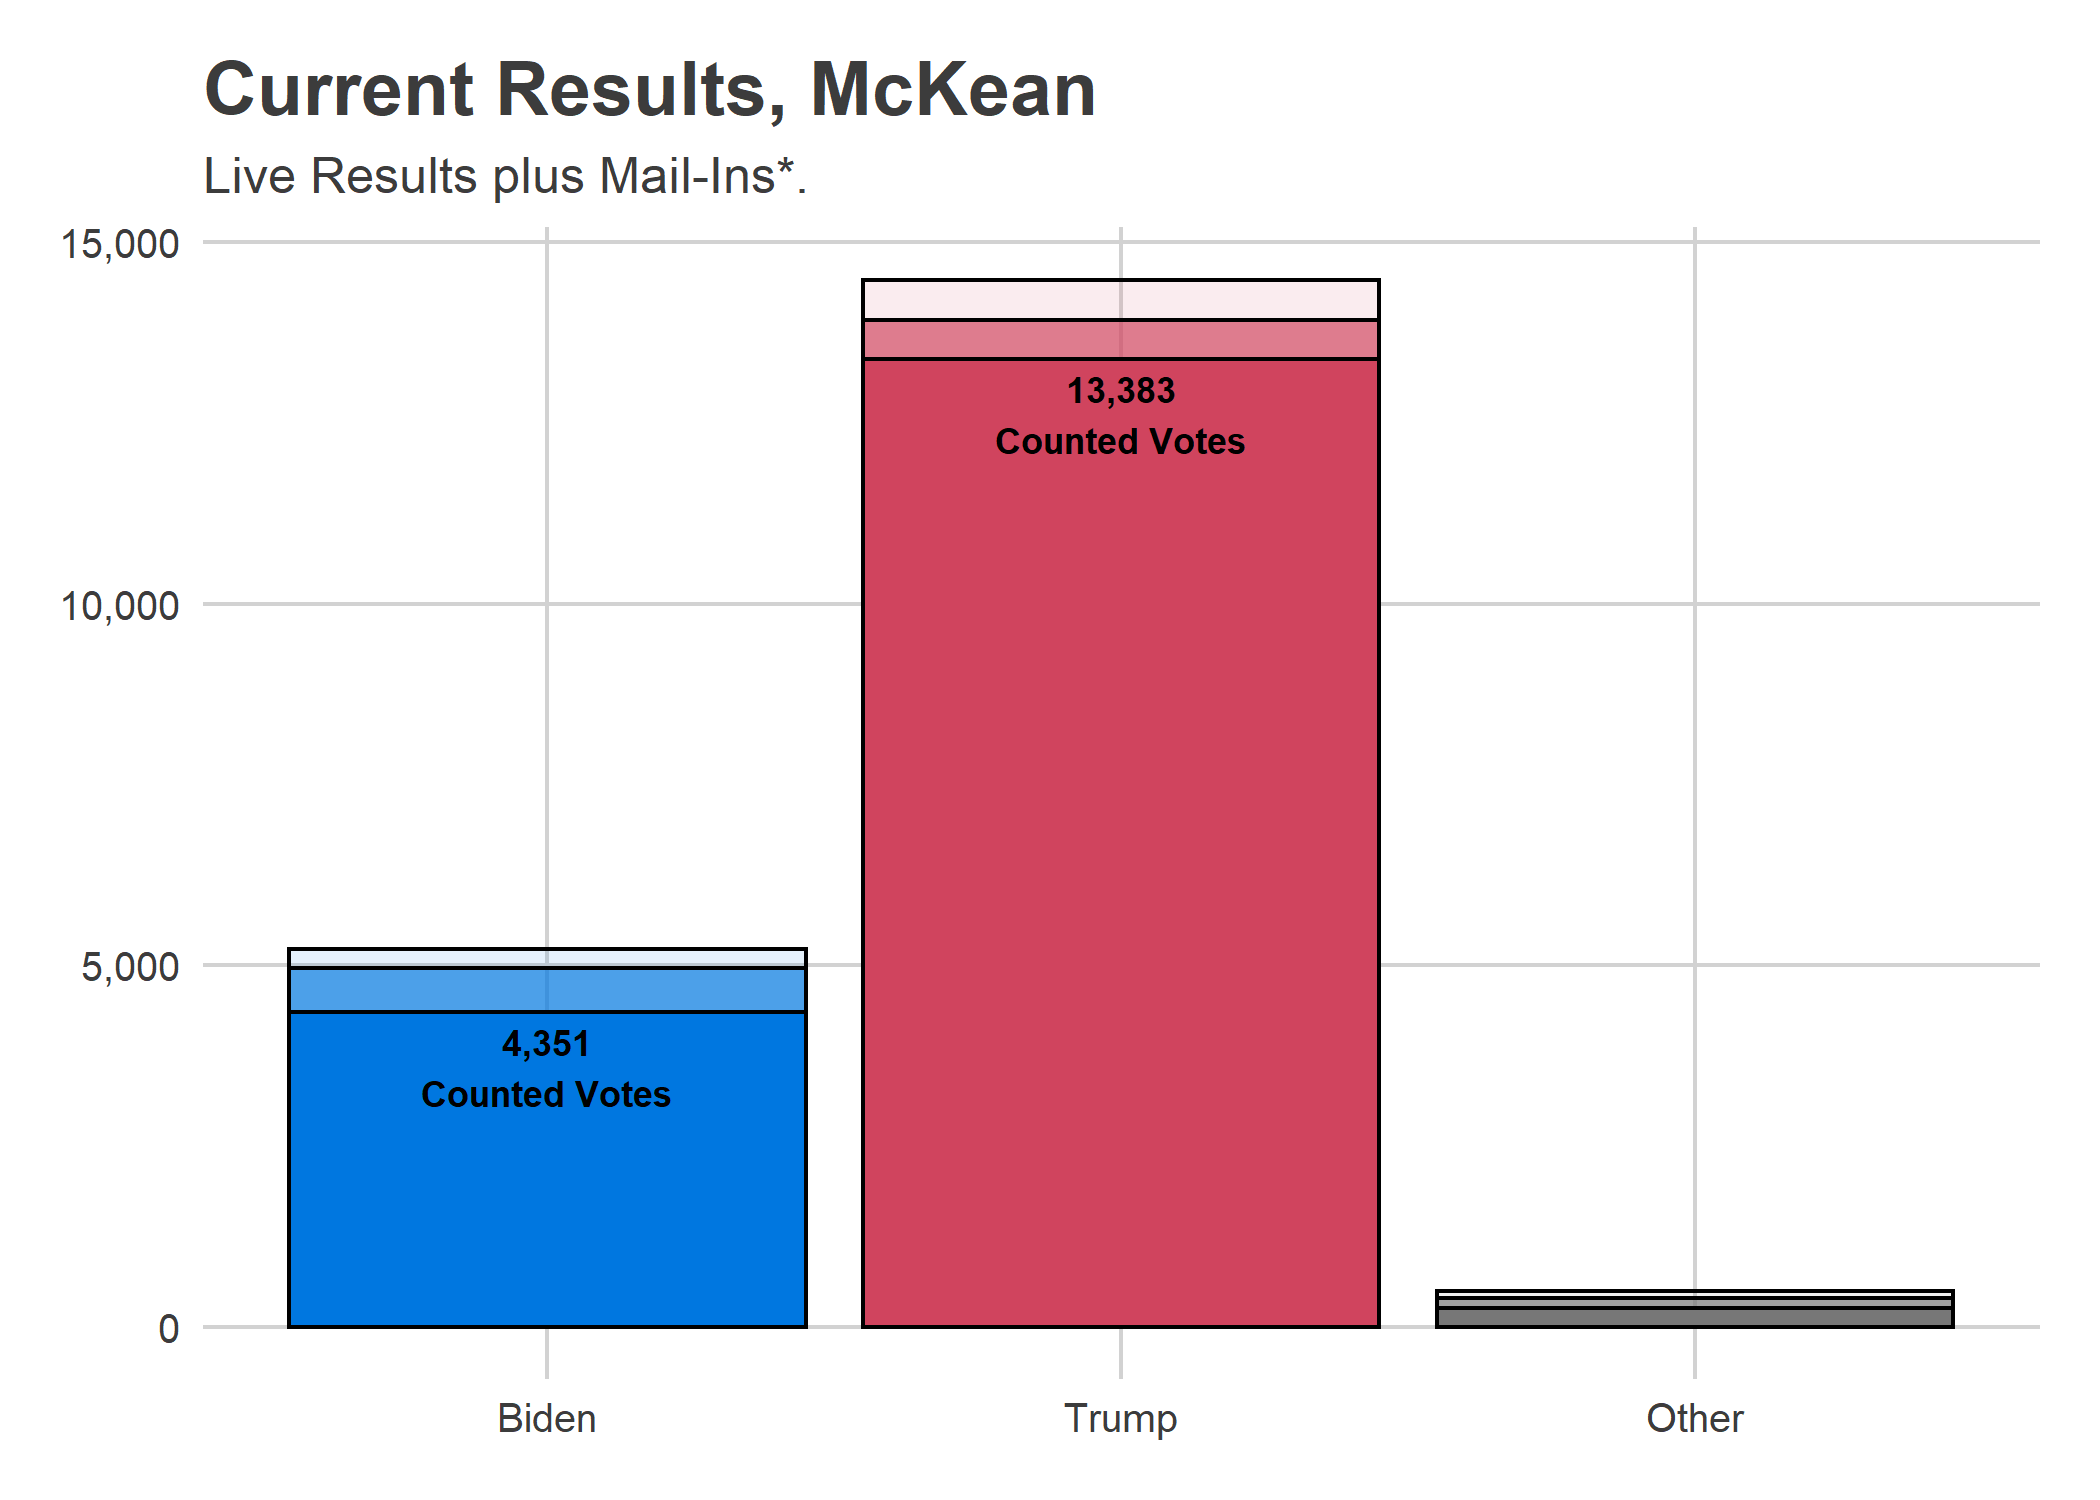 Current Results, McKean
Live Results plus Mail-Ins*.
15,000
10,000
5,000
0
13,383
Counted Votes
4,351
Counted Votes
Biden
Trump
Other